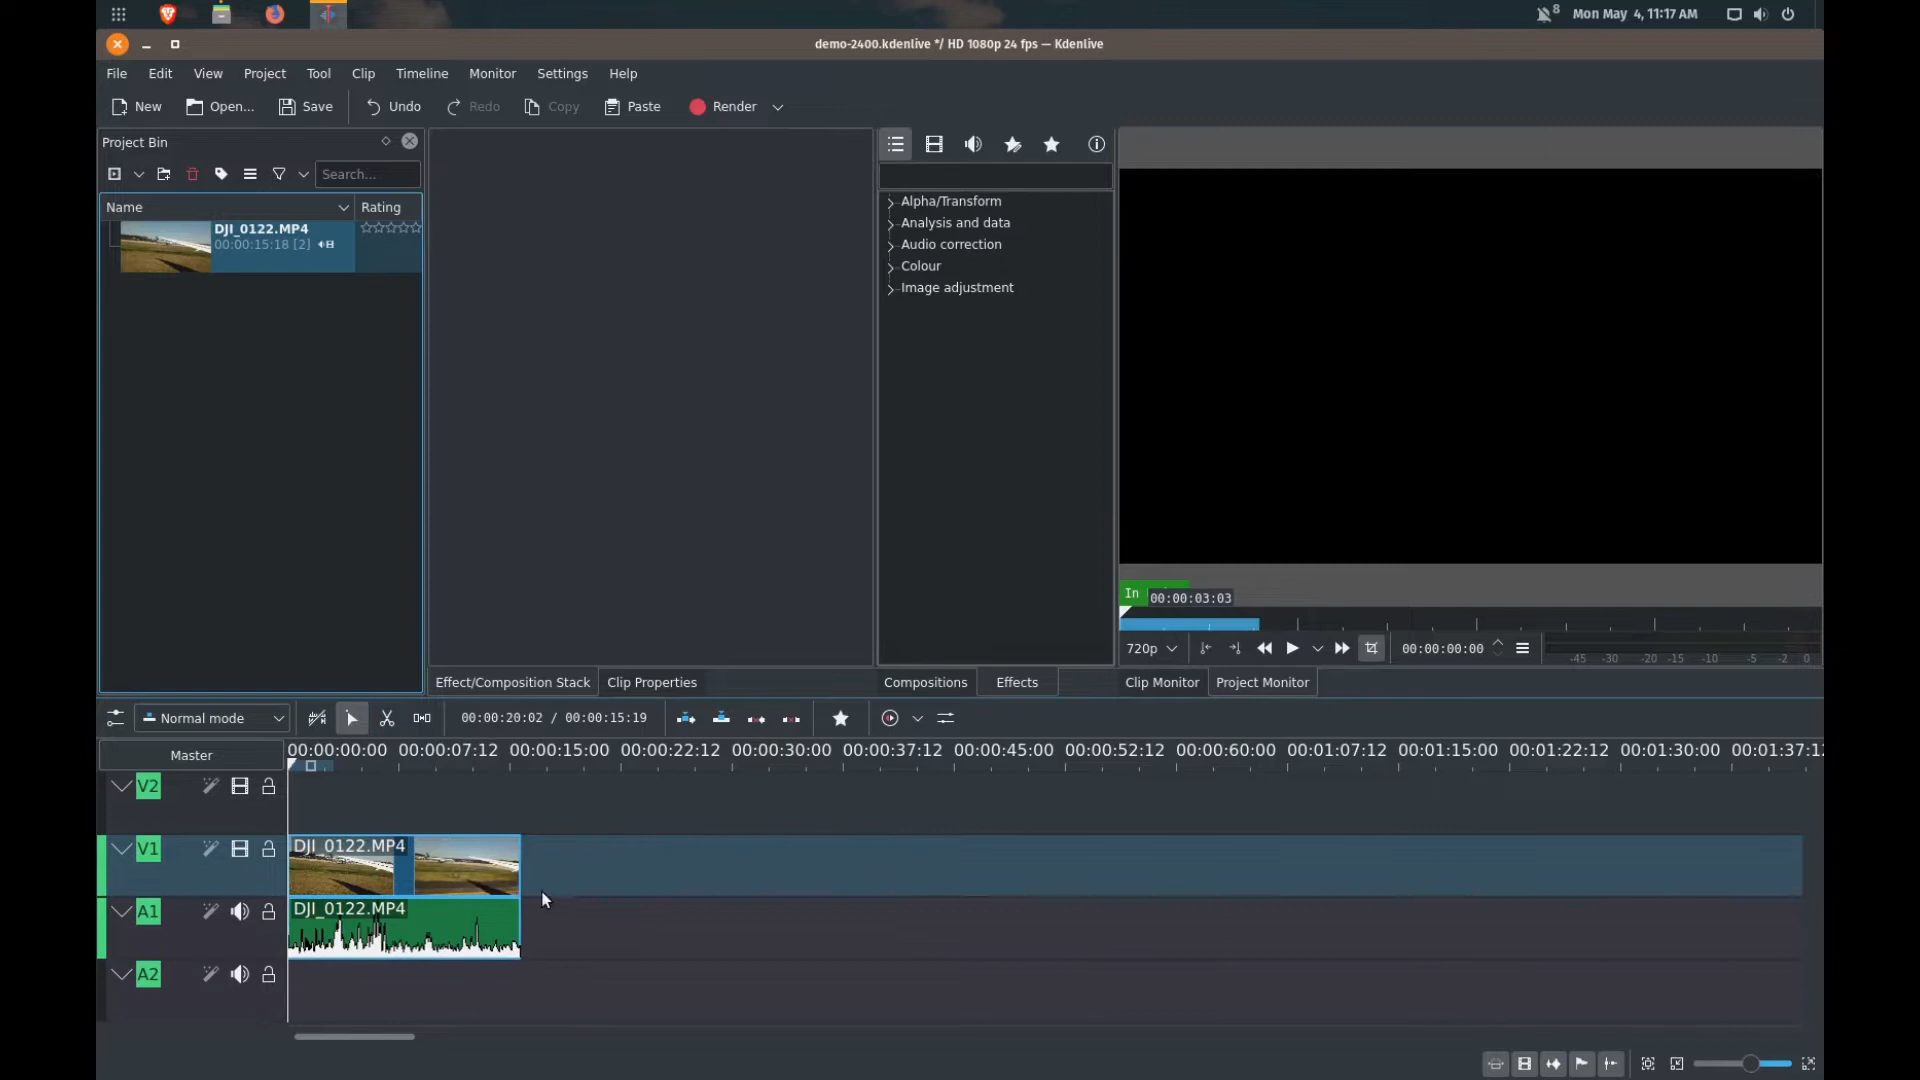 8 Mon May 4, 11:17 AM
demo-2400.kdenlive */ HD 1080p 24 fps — Kdenlive
File Edit View Project Tool Clip Timeline Monitor Settings Help
New Open... Save Undo Redo Copy Paste Render
Project Bin
Search...
Name Rating
DJI_0122.MP4
00:00:15:18 [2]
Alpha/Transform
Analysis and data
Audio correction
Colour
Image adjustment
In 00:00:03:03
720p 00:00:00:00
-45 -30 -20 -15 -10 -5 -2 0
Effect/Composition Stack Clip Properties Compositions Effects Clip Monitor Project Monitor
Normal mode 00:00:20:02 / 00:00:15:19
Master 00:00:00:00 00:00:07:12 00:00:15:00 00:00:22:12 00:00:30:00 00:00:37:12 00:00:45:00 00:00:52:12 00:00:60:00 00:01:07:12 00:01:15:00 00:01:22:12 00:01:30:00 00:01:37:12
V2
V1 DJI_0122.MP4
A1 DJI_0122.MP4
A2